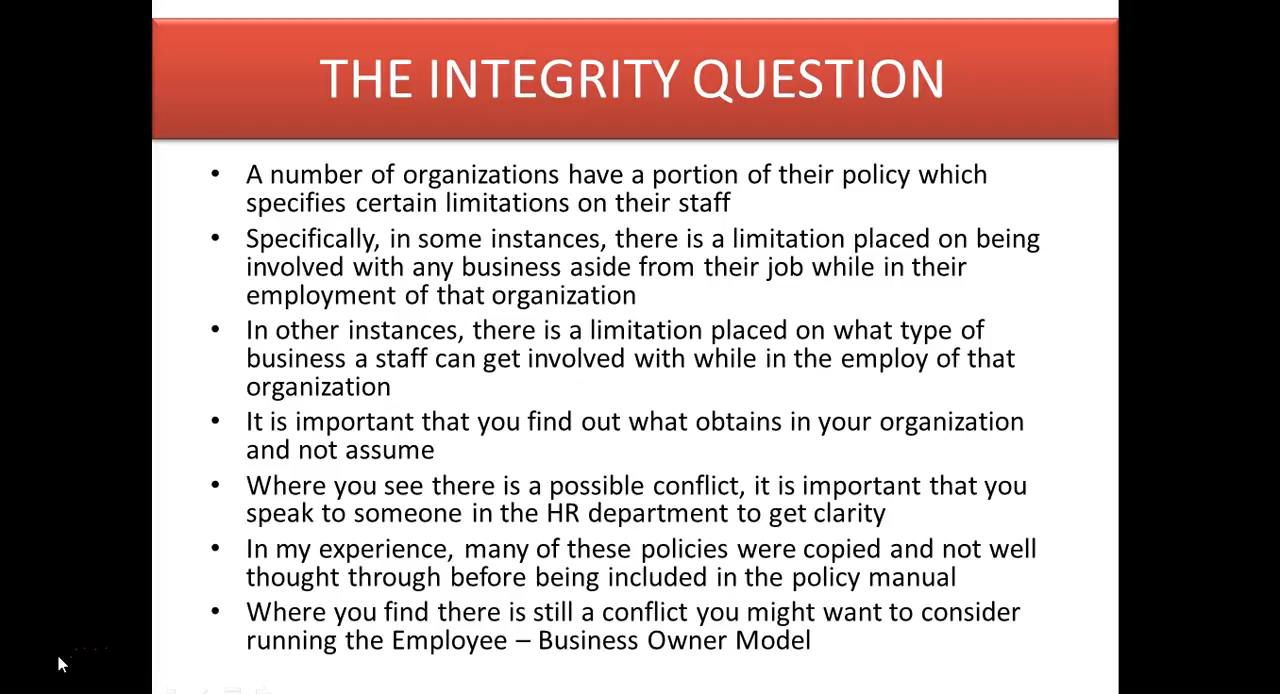 THE INTEGRITY QUESTION
• A number of organizations have a portion of their policy which
specifies certain limitations on their staff
• Specifically, in some instances, there is a limitation placed on being
involved with any business aside from their job while in their
employment of that organization
• In other instances, there is a limitation placed on what type of
business a staff can get involved with while in the employ of that
organization
• It is important that you find out what obtains in your organization
and not assume
• Where you see there is a possible conflict, it is important that you
speak to someone in the HR department to get clarity
• In my experience, many of these policies were copied and not well
thought through before being included in the policy manual
• Where you find there is still a conflict you might want to consider
running the Employee – Business Owner Model